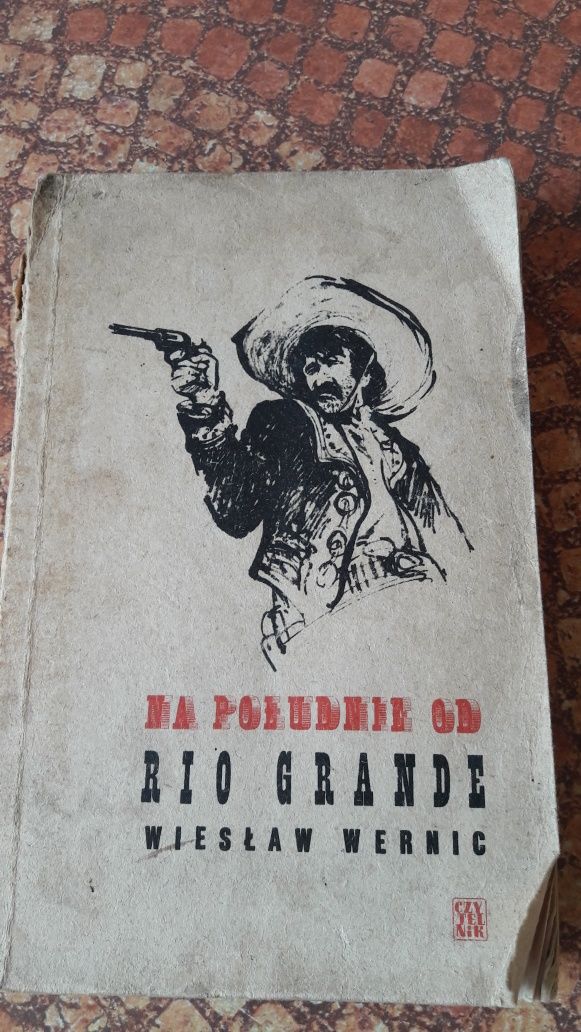 NA POŁUDNIE OD
RIO GRANDE
WIESŁAW WERNIC
CZY
TEL
NiK